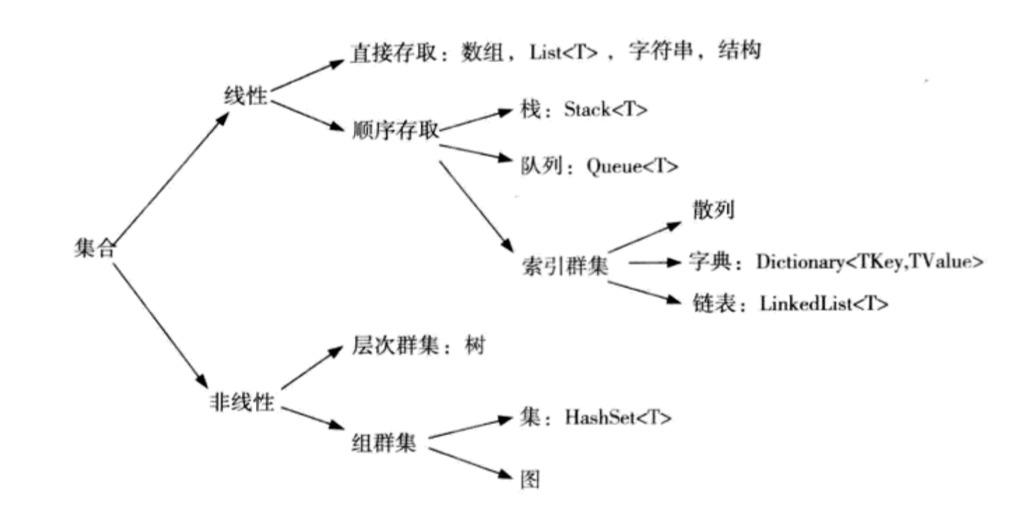 直接存取：数组，List<T>，字符串，结构
线性
栈：Stack<T>
顺序存取
队列：Queue<T>
散列
集合
字典：Dictionary<TKey,TValue>
索引群集
链表：LinkedList<T>
层次群集：树
非线性
集：HashSet<T>
组群集
图